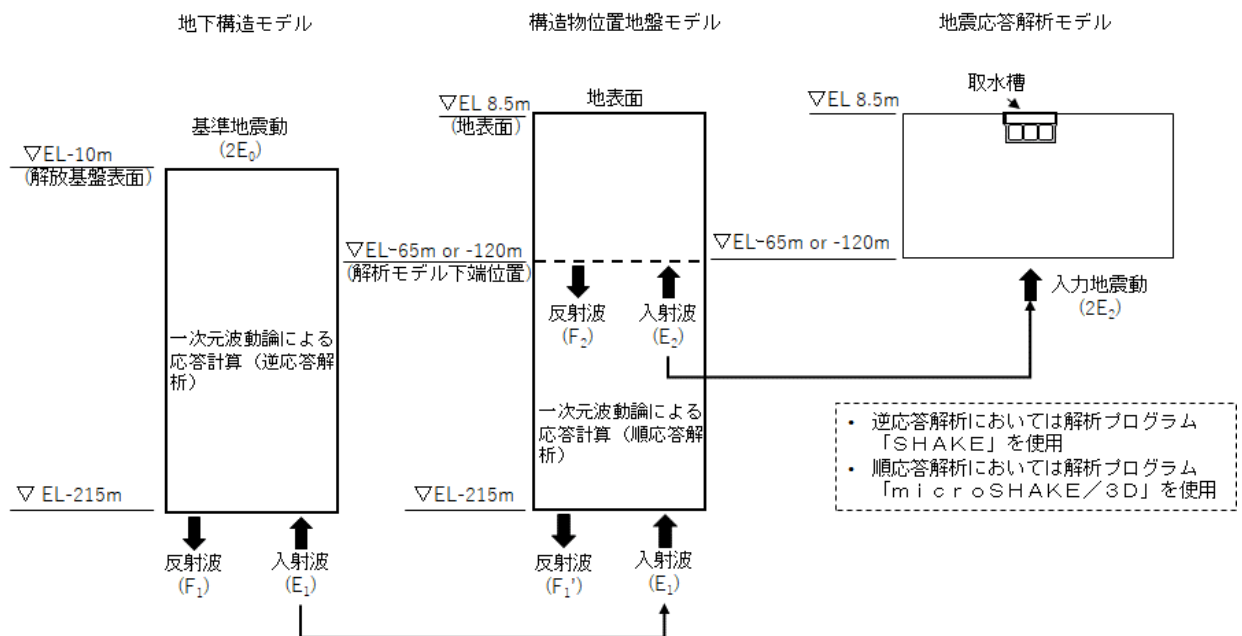 地下構造モデル
基準地震動
(2E₀)
▽EL-10m
(解放基盤表面)
一次元波動論による
応答計算（逆応答解
析）
▽ EL-215m
反射波
(F₁)
入射波
(E₁)
構造物位置地盤モデル
▽EL 8.5m
(地表面)
地表面
▽EL-65m or -120m
(解析モデル下端位置)
反射波
(F₂)
入射波
(E₂)
一次元波動論による
応答計算（順応答解
析）
▽EL-215m
反射波
(F₁')
入射波
(E₁)
地震応答解析モデル
取水槽
▽EL 8.5m
▽EL-65m or -120m
入力地震動
(2E₂)
• 逆応答解析においては解析プログラム
「ＳＨＡＫＥ」を使用
• 順応答解析においては解析プログラム
「ｍｉｃｒｏSHAKE／3D」を使用